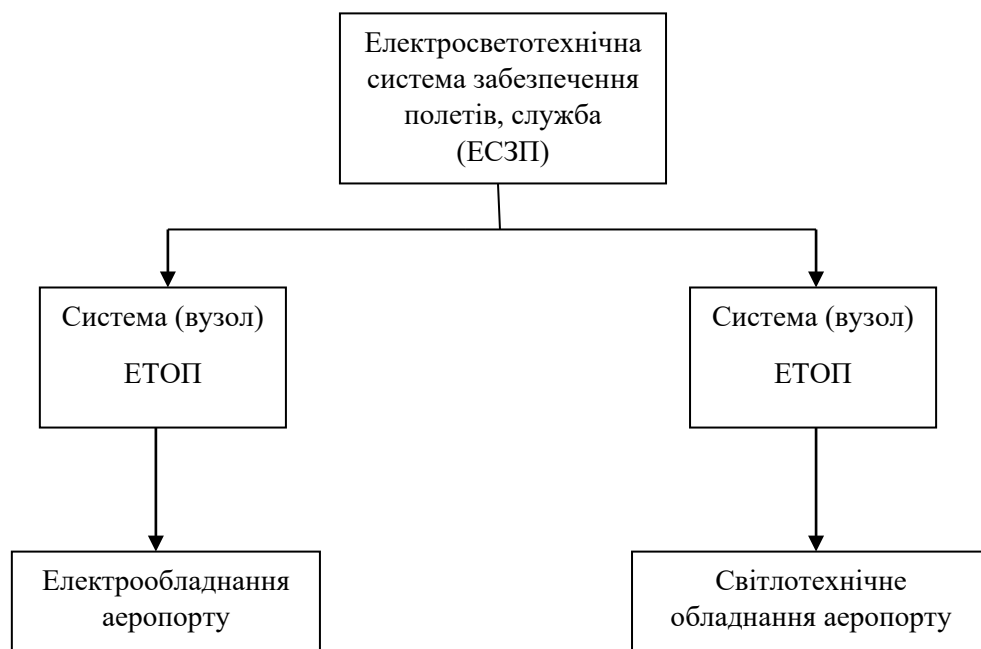 Електросветотехнічна
система забезпечення
полетів, служба
(ЕСЗП)
Система (вузол)
ЕТОП
Система (вузол)
ЕТОП
Електрообладнання
аеропорту
Світлотехнічне
обладнання аеропорту